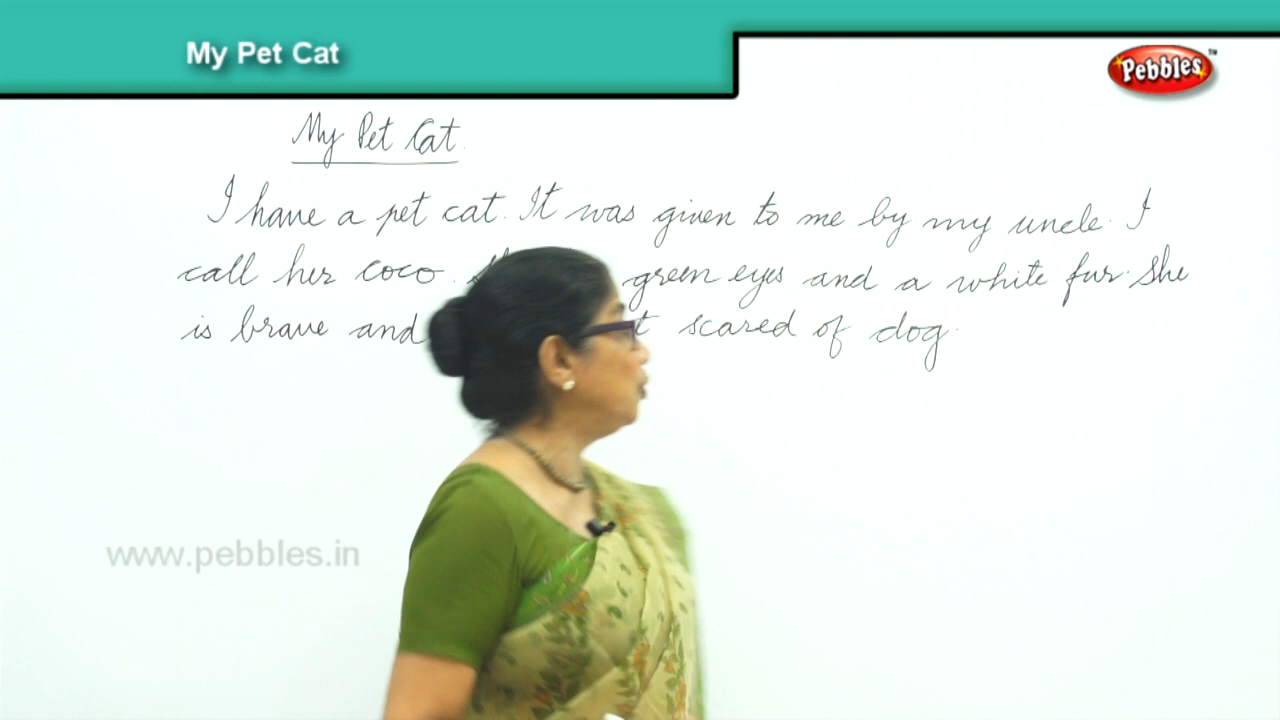 My Pet Cat
Pebbles™
My Pet Cat.
I have a pet cat. It was given to me by my uncle. I
call her coco. green eyes and a white fur. She
is brave and scared of dog.
www.pebbles.in